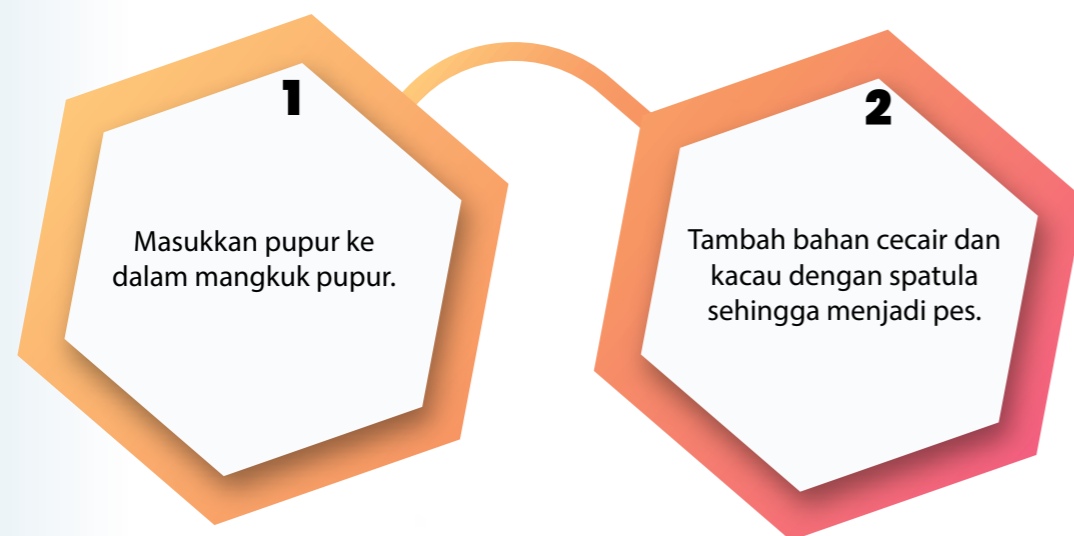 1
Masukkan pupur ke
dalam mangkuk pupur.
2
Tambah bahan cecair dan
kacau dengan spatula
sehingga menjadi pes.